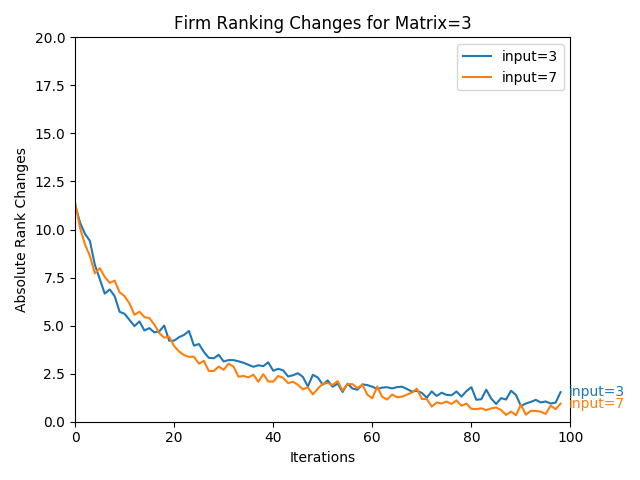 Firm Ranking Changes for Matrix=3
input=3
input=7
Absolute Rank Changes
20.0
17.5
15.0
12.5
10.0
7.5
5.0
2.5
0.0
input=3
input=7
0
20
40
60
80
100
Iterations